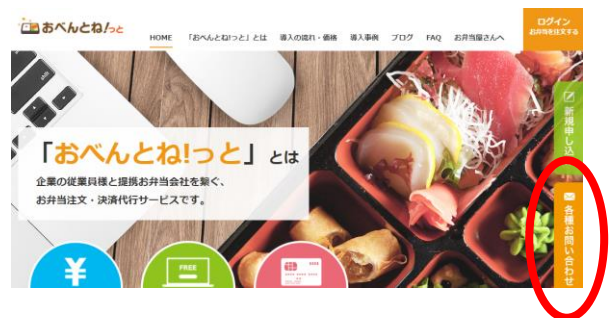 おべんとね!っと
HOME 「おべんとね!っと」とは 導入の流れ・価格 導入事例 ブログ FAQ お弁当屋さんへ
ログイン
お弁当を注文する
新規申し込
「おべんとね!っと」とは
企業の従業員様と提携お弁当会社を繋ぐ、
お弁当注文・決済代行サービスです。
各種お問い合わせ
¥
FREE